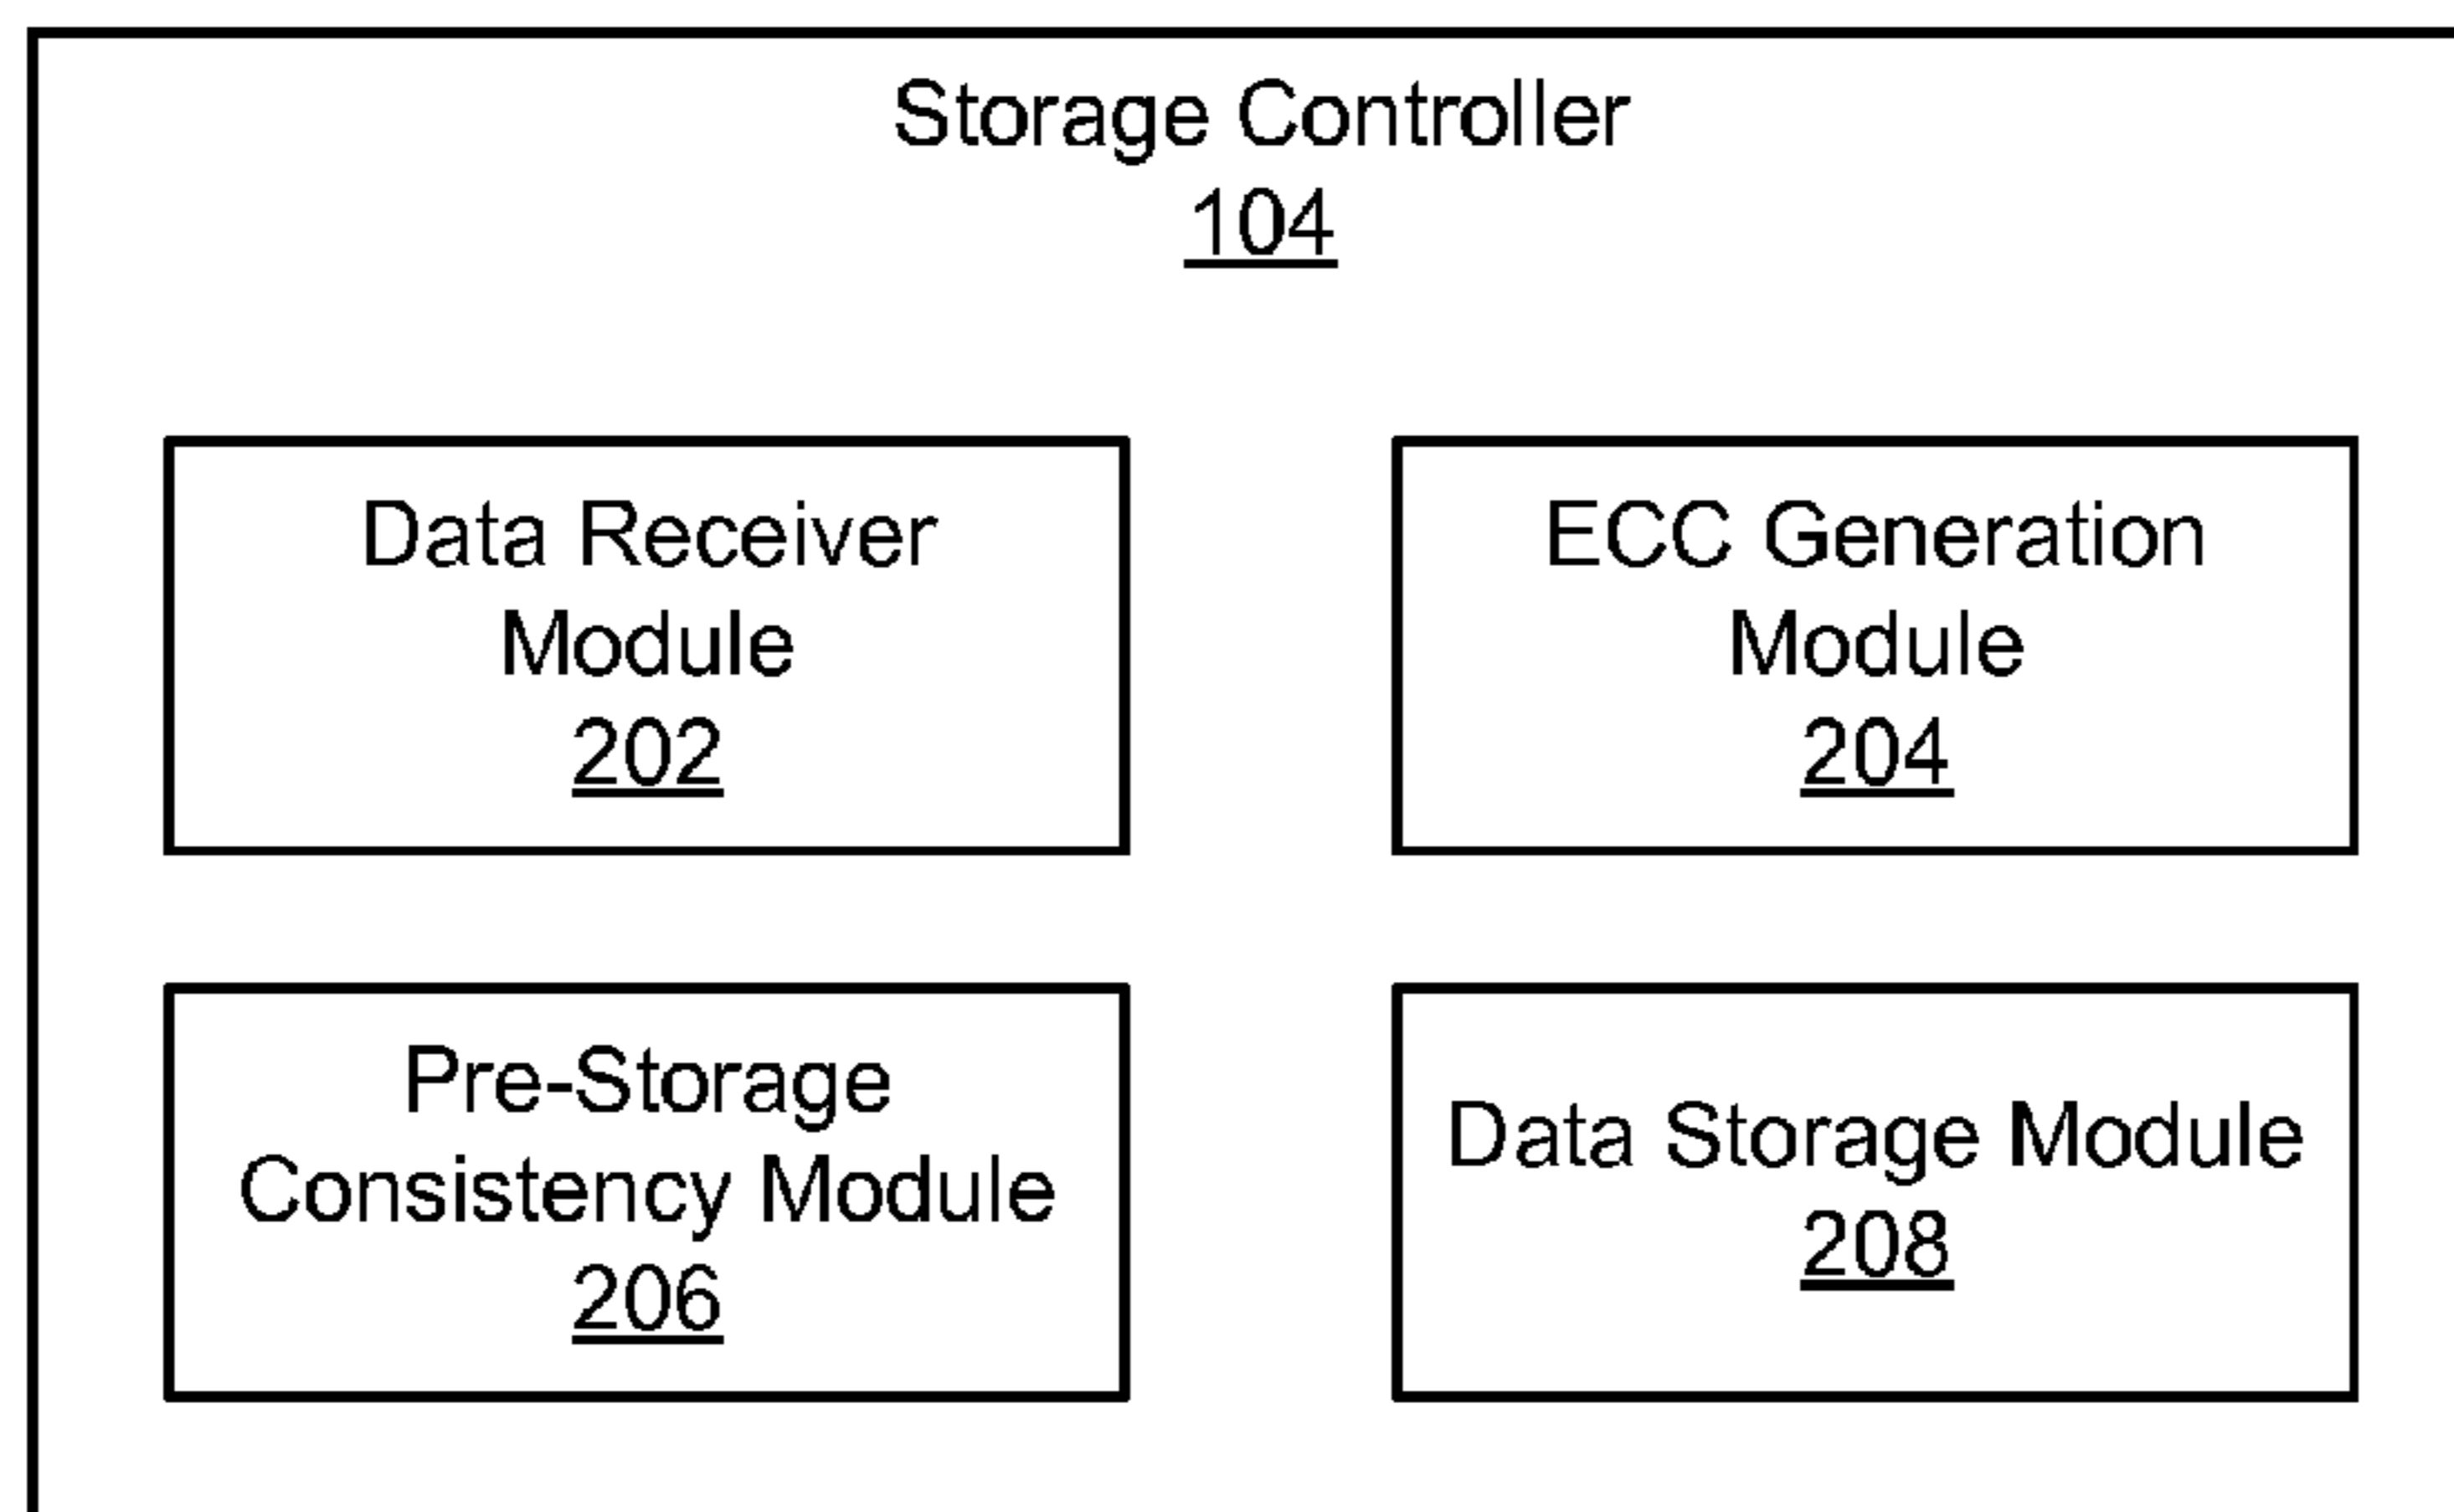 Storage Controller
104
Data Receiver
Module
202
ECC Generation
Module
204
Pre-Storage
Consistency Module
206
Data Storage Module
208